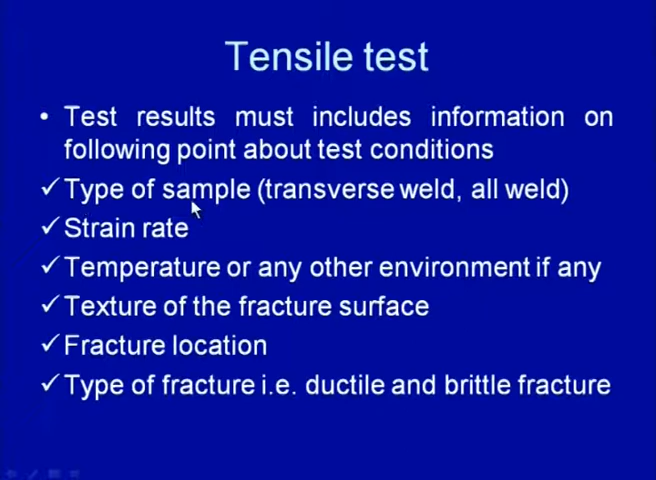 Tensile test
• Test results must includes information on
following point about test conditions
✓Type of sample (transverse weld, all weld)
✓Strain rate
✓Temperature or any other environment if any
✓Texture of the fracture surface
✓Fracture location
✓Type of fracture i.e. ductile and brittle fracture